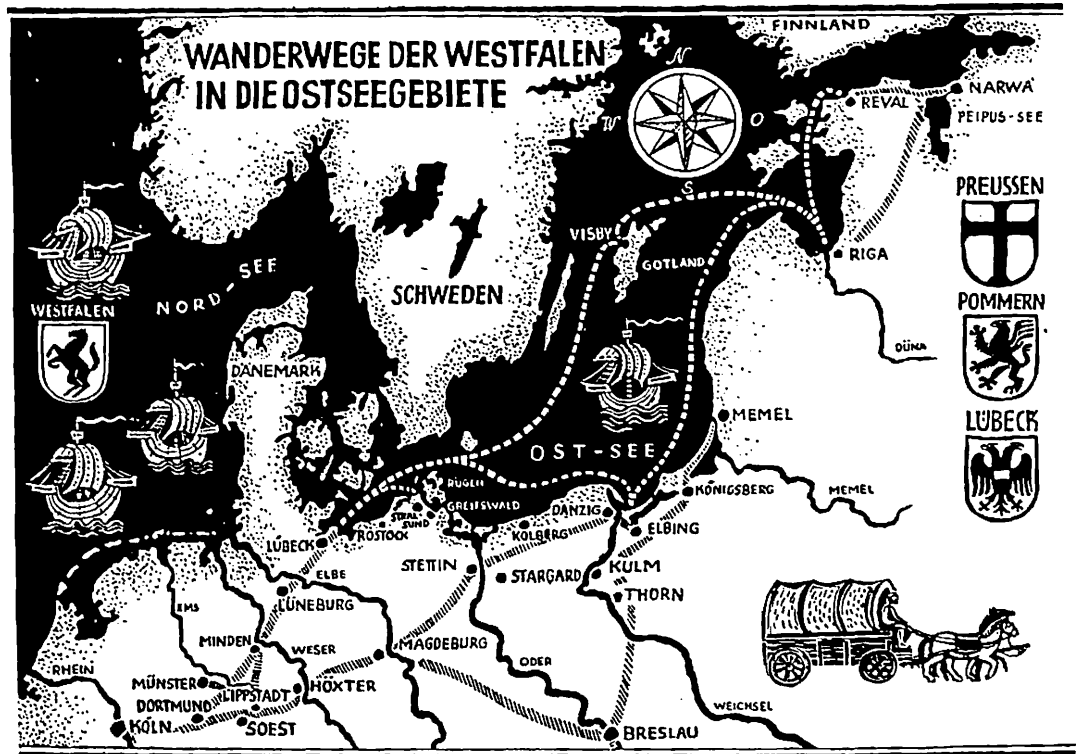 WANDERWEGE DER WESTFALEN
IN DIE OSTSEEGEBIETE
FINNLAND
N
W
O
S
REVAL
NARWA
PEIPUS-SEE
PREUSSEN
VISBY
GOTLAND
RIGA
NORD-SEE
SCHWEDEN
WESTFALEN
POMMERN
DÜNA
DÄNEMARK
LÜBECK
MEMEL
OST-SEE
RÜGEN
KÖNIGSBERG
MEMEL
GREIFSWALD
STRAL
SUND
DANZIG
LÜBECK
ROSTOCK
KOLBERG
ELBING
STETTIN
STARGARD
KULM
ELBE
LÜNEBURG
THORN
EMS
MINDEN
WESER
MAGDEBURG
RHEIN
ODER
MÜNSTER
LIPPSTADT
HÖXTER
DORTMUND
WEICHSEL
KÖLN
SOEST
BRESLAU